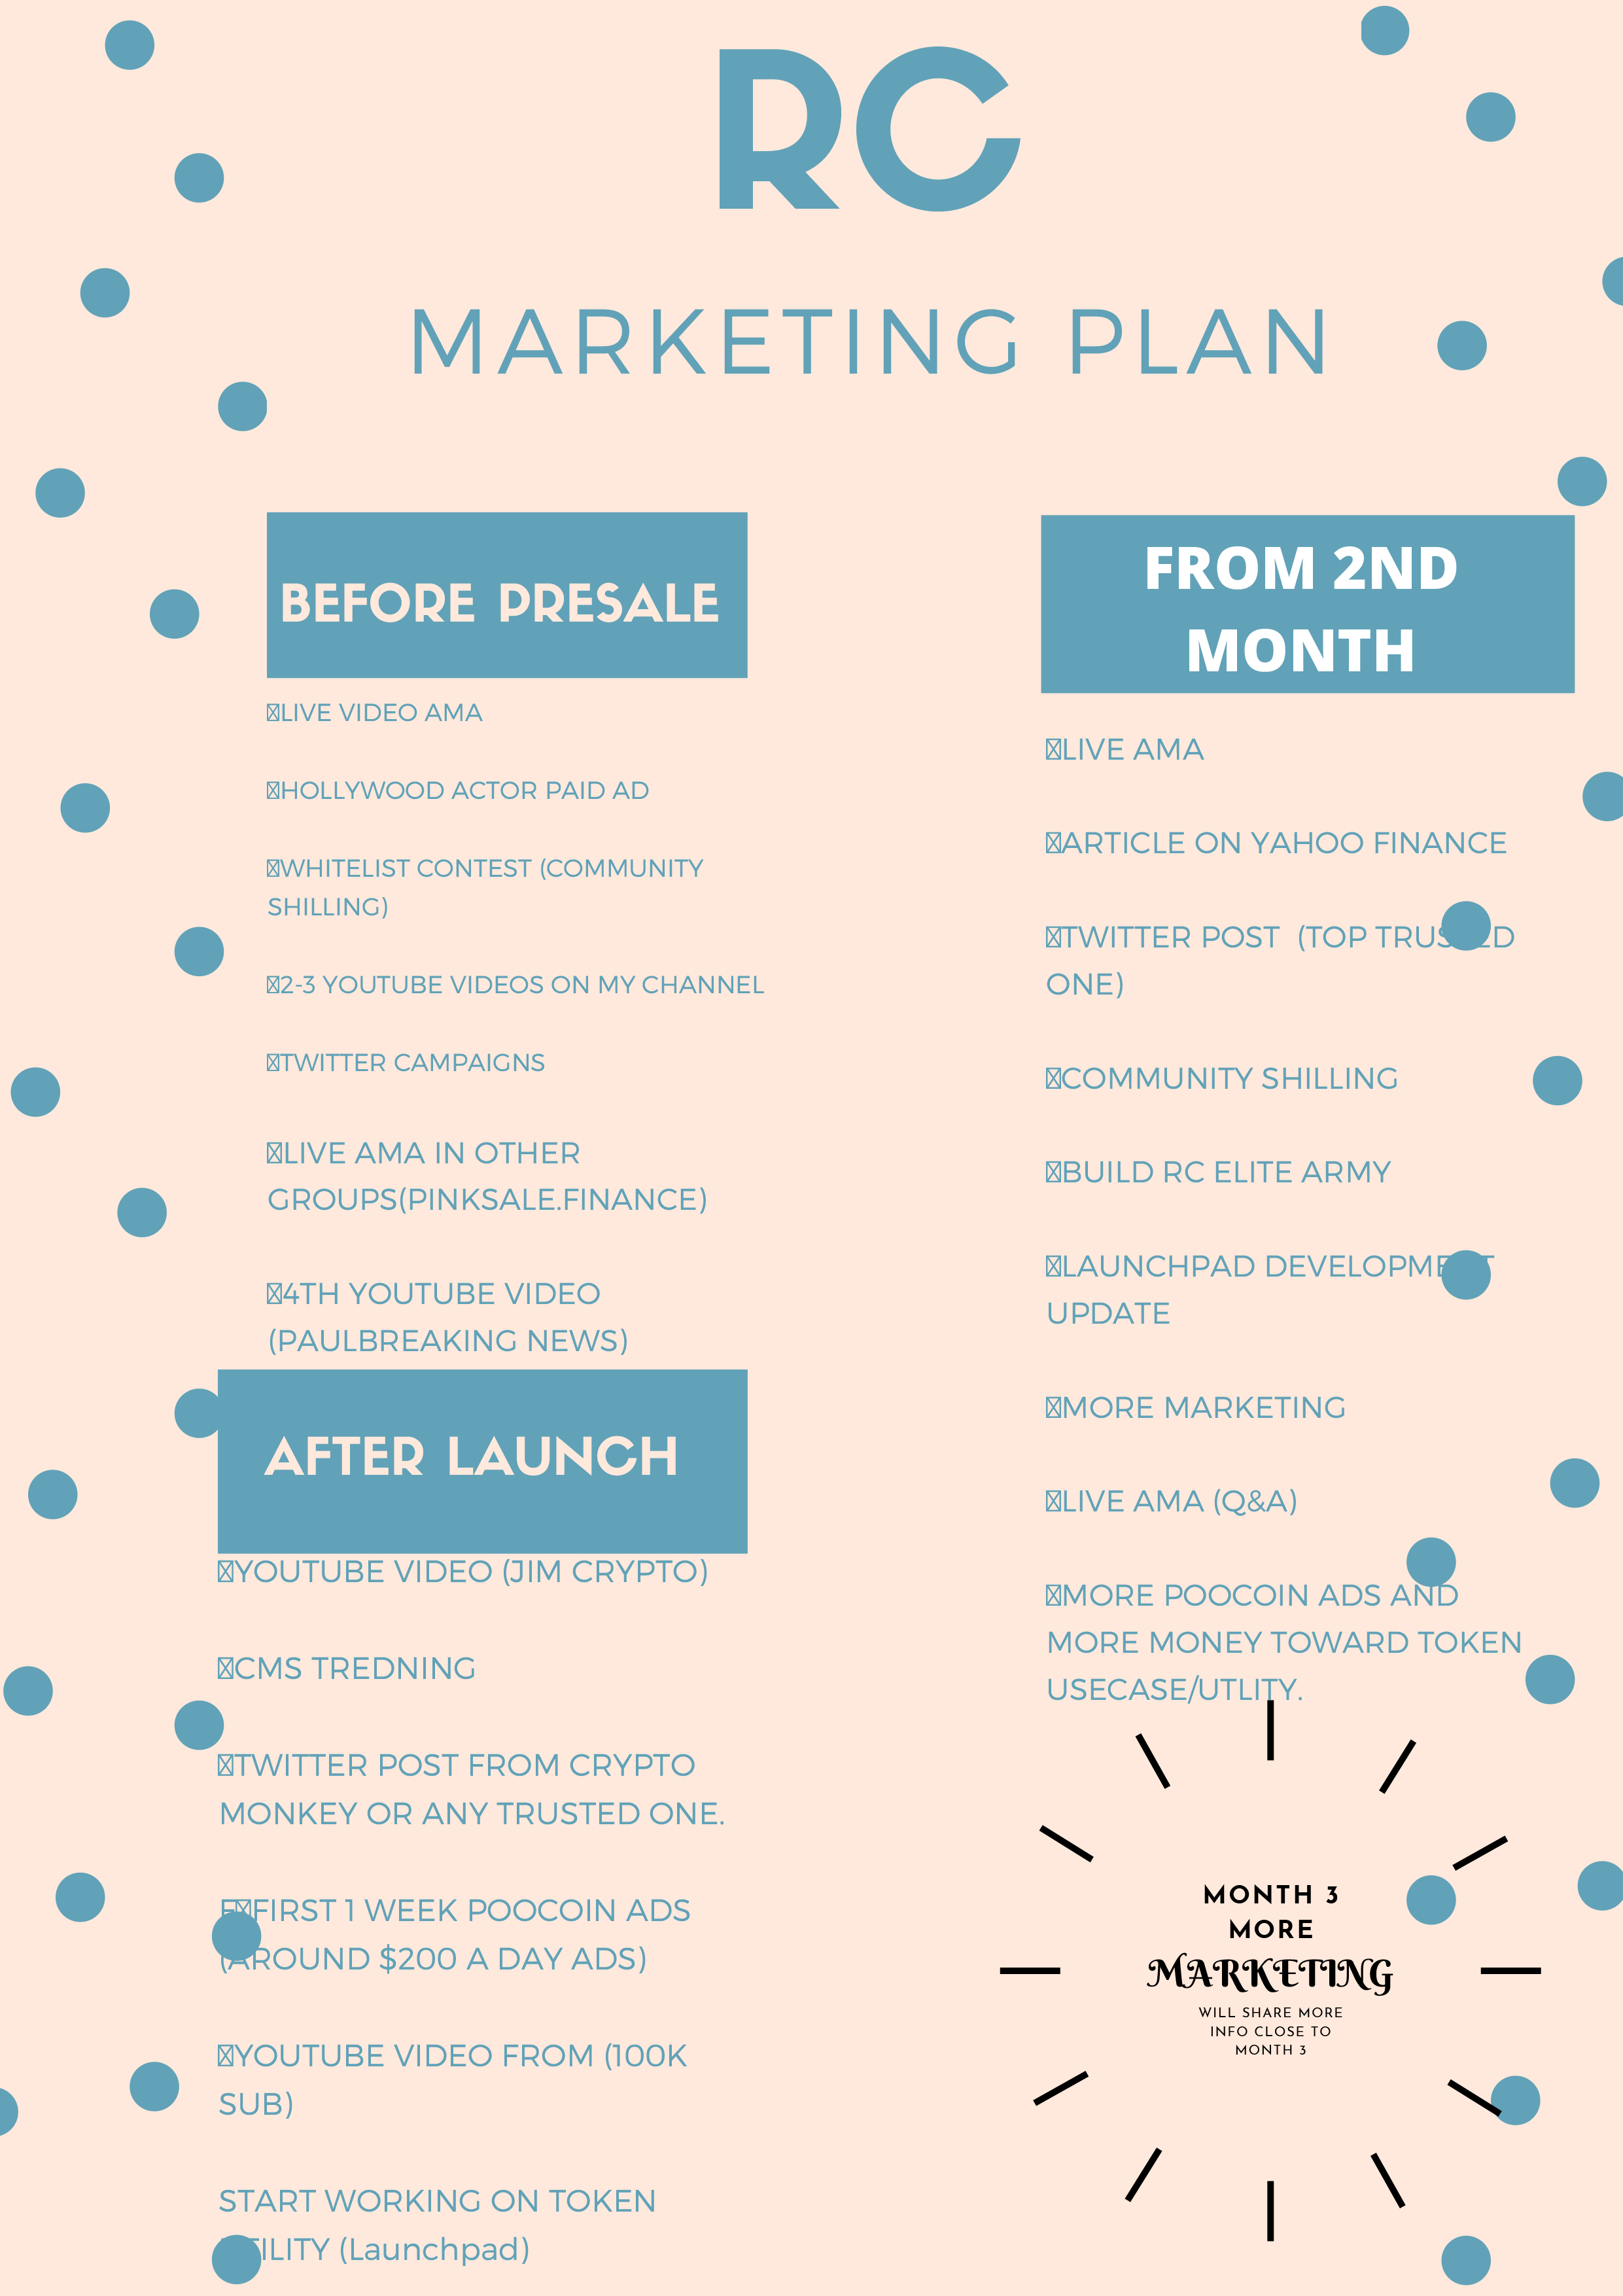 RC
MARKETING PLAN
BEFORE PRESALE
LIVE VIDEO AMA
HOLLYWOOD ACTOR PAID AD
WHITELIST CONTEST (COMMUNITY
SHILLING)
2-3 YOUTUBE VIDEOS ON MY CHANNEL
TWITTER CAMPAIGNS
LIVE AMA IN OTHER
GROUPS(PINKSALE.FINANCE)
4TH YOUTUBE VIDEO
(PAULBREAKING NEWS)
AFTER LAUNCH
YOUTUBE VIDEO (JIM CRYPTO)
CMS TREDNING
TWITTER POST FROM CRYPTO
MONKEY OR ANY TRUSTED ONE.
FIRST 1 WEEK POOCOIN ADS
(AROUND $200 A DAY ADS)
YOUTUBE VIDEO FROM (100K
SUB)
START WORKING ON TOKEN
UTILITY (Launchpad)
FROM 2ND
MONTH
LIVE AMA
ARTICLE ON YAHOO FINANCE
TWITTER POST (TOP TRUSTED
ONE)
COMMUNITY SHILLING
BUILD RC ELITE ARMY
LAUNCHPAD DEVELOPMENT
UPDATE
MORE MARKETING
LIVE AMA (Q&A)
MORE POOCOIN ADS AND
MORE MONEY TOWARD TOKEN
USECASE/UTLITY.
MONTH 3
MORE
MARKETING
WILL SHARE MORE
INFO CLOSE TO
MONTH 3